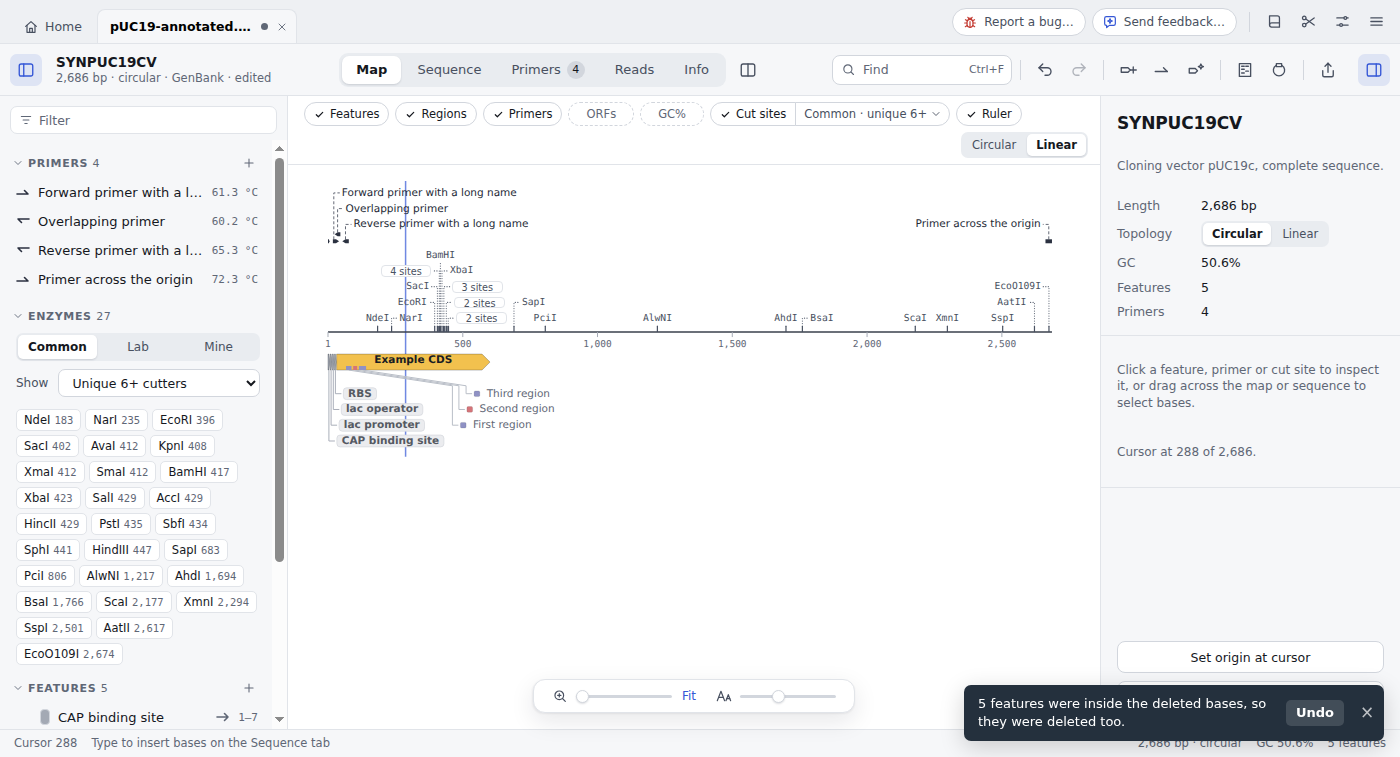 Home
pUC19-annotated....
Report a bug...
Send feedback...
SYNPUC19CV
2,686 bp · circular · GenBank · edited
Map
Sequence
Primers 4
Reads
Info
Find
Ctrl+F
Filter
PRIMERS 4
Forward primer with a l... 61.3 °C
Overlapping primer 60.2 °C
Reverse primer with a l... 65.3 °C
Primer across the origin 72.3 °C
ENZYMES 27
Common Lab Mine
Show Unique 6+ cutters
NdeI 183 NarI 235 EcoRI 396
SacI 402 AvaI 412 KpnI 408
XmaI 412 SmaI 412 BamHI 417
XbaI 423 SalI 429 AccI 429
HincII 429 PstI 435 SbfI 434
SphI 441 HindIII 447 SapI 683
PciI 806 AlwNI 1,217 AhdI 1,694
BsaI 1,766 ScaI 2,177 XmnI 2,294
SspI 2,501 AatII 2,617
EcoO109I 2,674
FEATURES 5
CAP binding site 1–7
Features Regions Primers ORFs GC% Cut sites Common · unique 6+ Ruler
Circular Linear
Forward primer with a long name
Overlapping primer
Reverse primer with a long name
Primer across the origin
BamHI
4 sites XbaI
SacI 3 sites EcoO109I
EcoRI 2 sites SapI AatII
NdeI NarI 2 sites PciI AlwNI AhdI BsaI ScaI XmnI SspI
1 500 1,000 1,500 2,000 2,500
Example CDS
RBS Third region
lac operator Second region
lac promoter First region
CAP binding site
Fit
SYNPUC19CV
Cloning vector pUC19c, complete sequence.
Length 2,686 bp
Topology Circular Linear
GC 50.6%
Features 5
Primers 4
Click a feature, primer or cut site to inspect
it, or drag across the map or sequence to
select bases.
Cursor at 288 of 2,686.
Set origin at cursor
5 features were inside the deleted bases, so
they were deleted too.
Undo
Cursor 288 Type to insert bases on the Sequence tab
2,686 bp · circular GC 50.6% 5 features